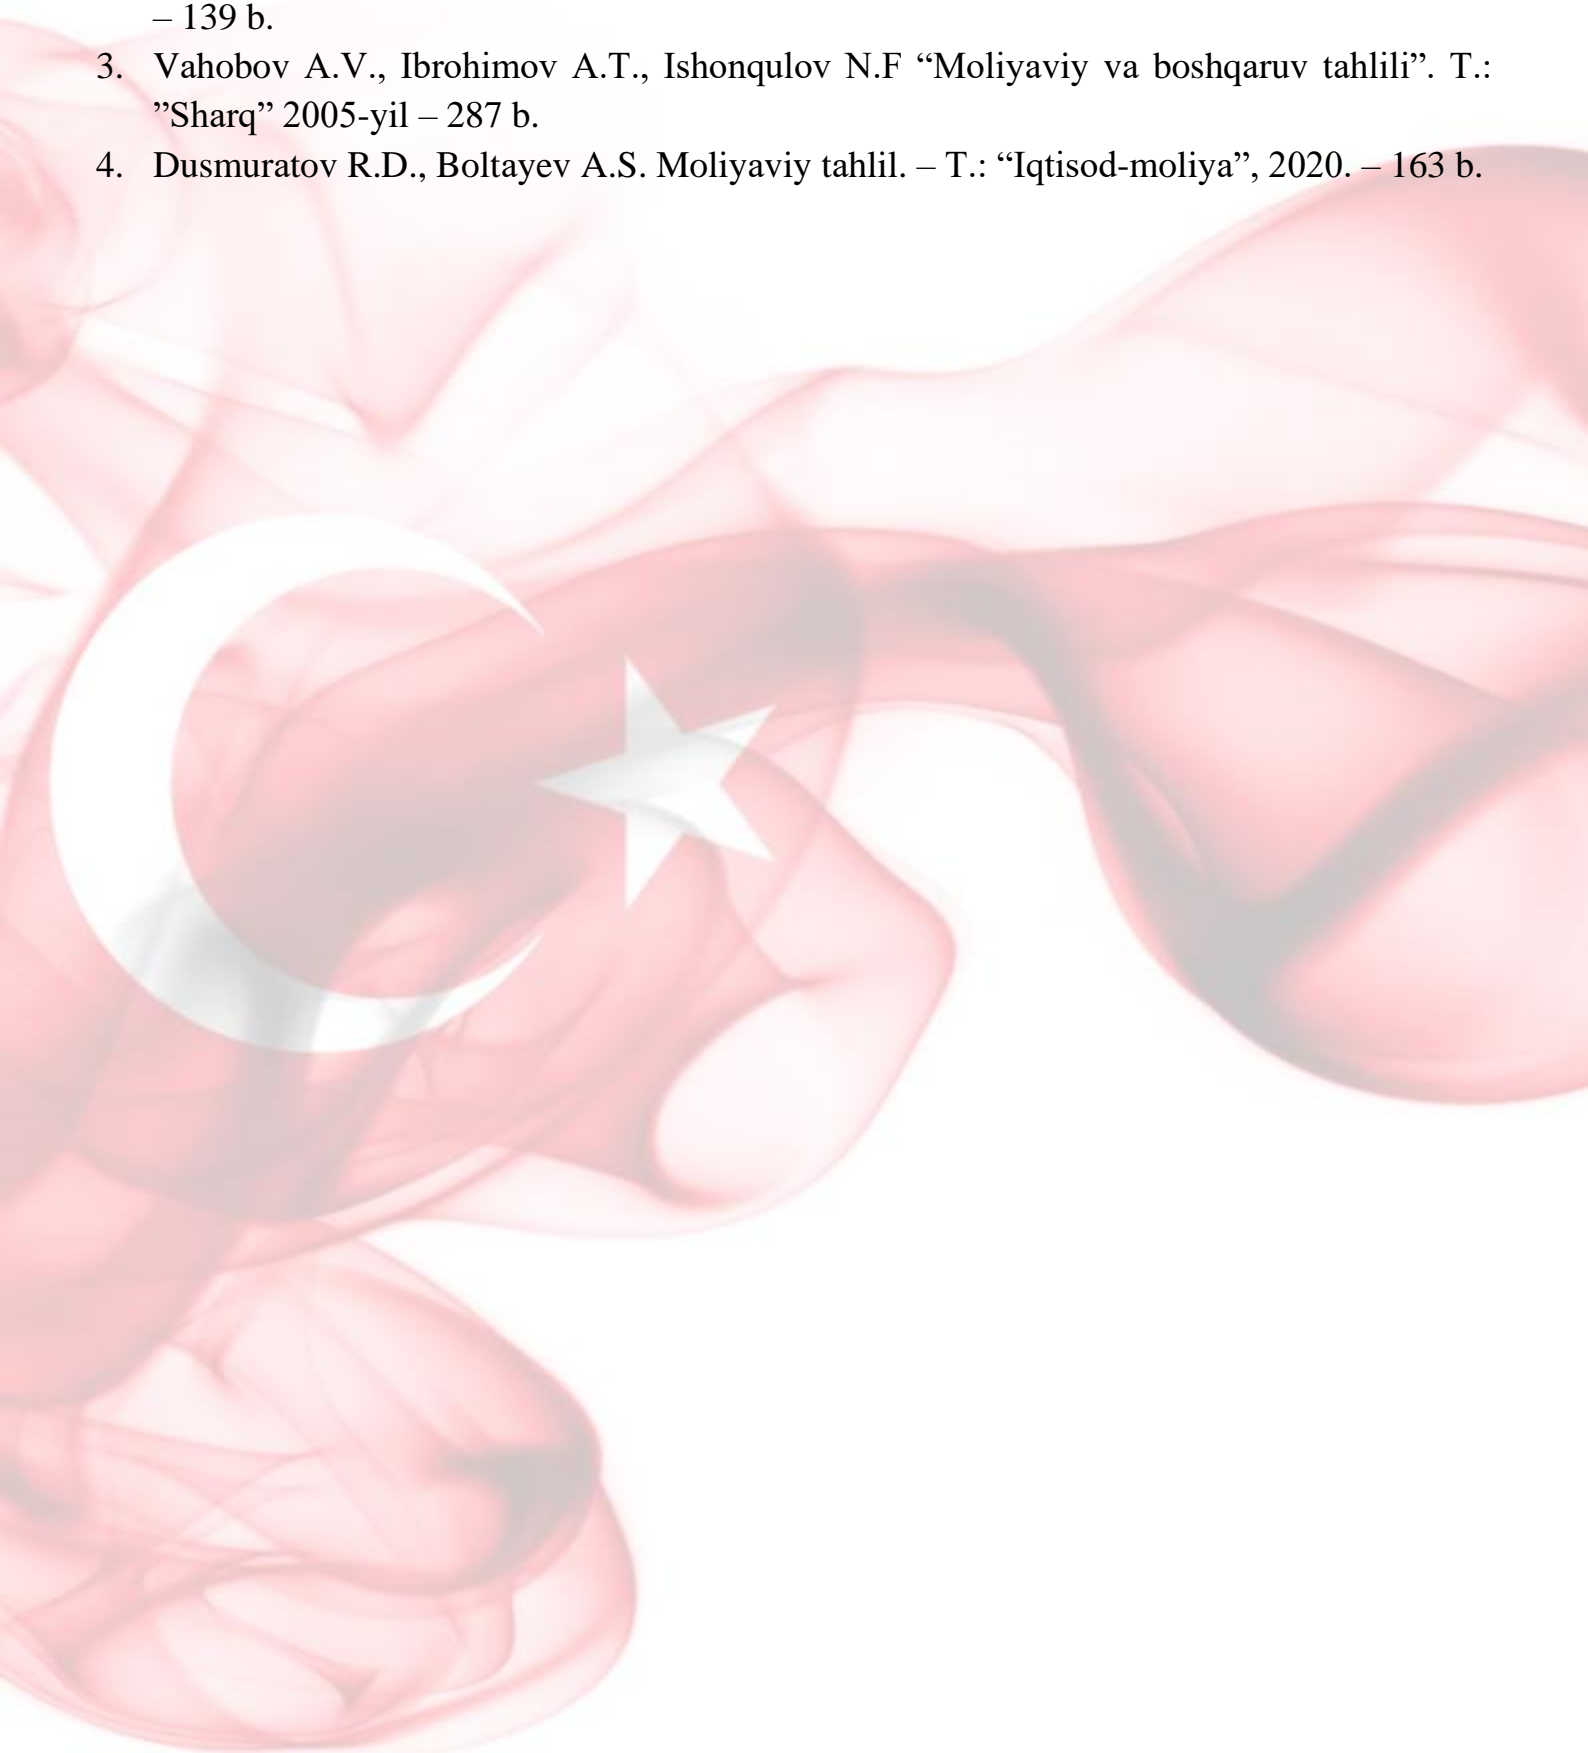 – 139 b.
3. Vahobov A.V., Ibrohimov A.T., Ishonqulov N.F “Moliyaviy va boshqaruv tahlili”. T.:
”Sharq” 2005-yil – 287 b.
4. Dusmuratov R.D., Boltayev A.S. Moliyaviy tahlil. – T.: “Iqtisod-moliya”, 2020. – 163 b.